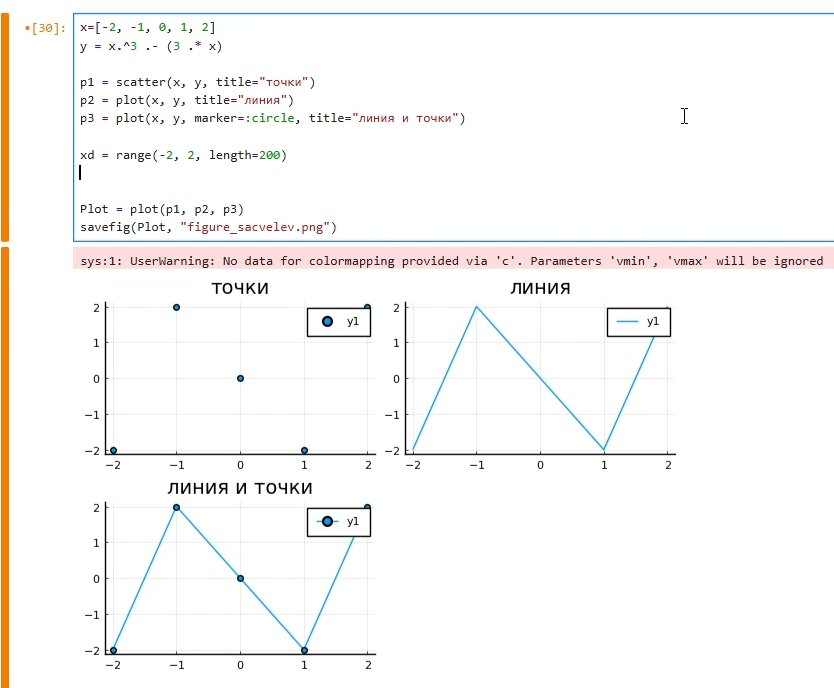 •[30]:
x=[-2, -1, 0, 1, 2]
y = x.^3 .- (3 .* x)
p1 = scatter(x, y, title="точки")
p2 = plot(x, y, title="линия")
p3 = plot(x, y, marker=:circle, title="линия и точки")
xd = range(-2, 2, length=200)
Plot = plot(p1, p2, p3)
savefig(Plot, "figure_sacvelev.png")
sys:1: UserWarning: No data for colormapping provided via 'c'. Parameters 'vmin', 'vmax' will be ignored
точки
y1
2
1
0
−1
−2
−2 −1 0 1 2
линия
y1
2
1
0
−1
−2
−2 −1 0 1 2
линия и точки
y1
2
1
0
−1
−2
−2 −1 0 1 2